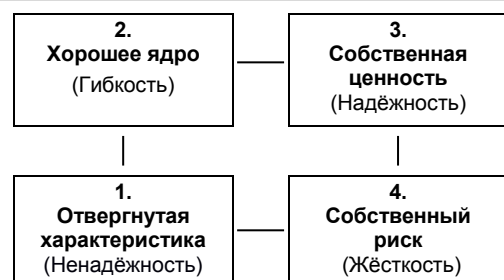 2.
Хорошее ядро
(Гибкость)
3.
Собственная
ценность
(Надёжность)
1.
Отвергнутая
характеристика
(Ненадёжность)
4.
Собственный
риск
(Жёсткость)